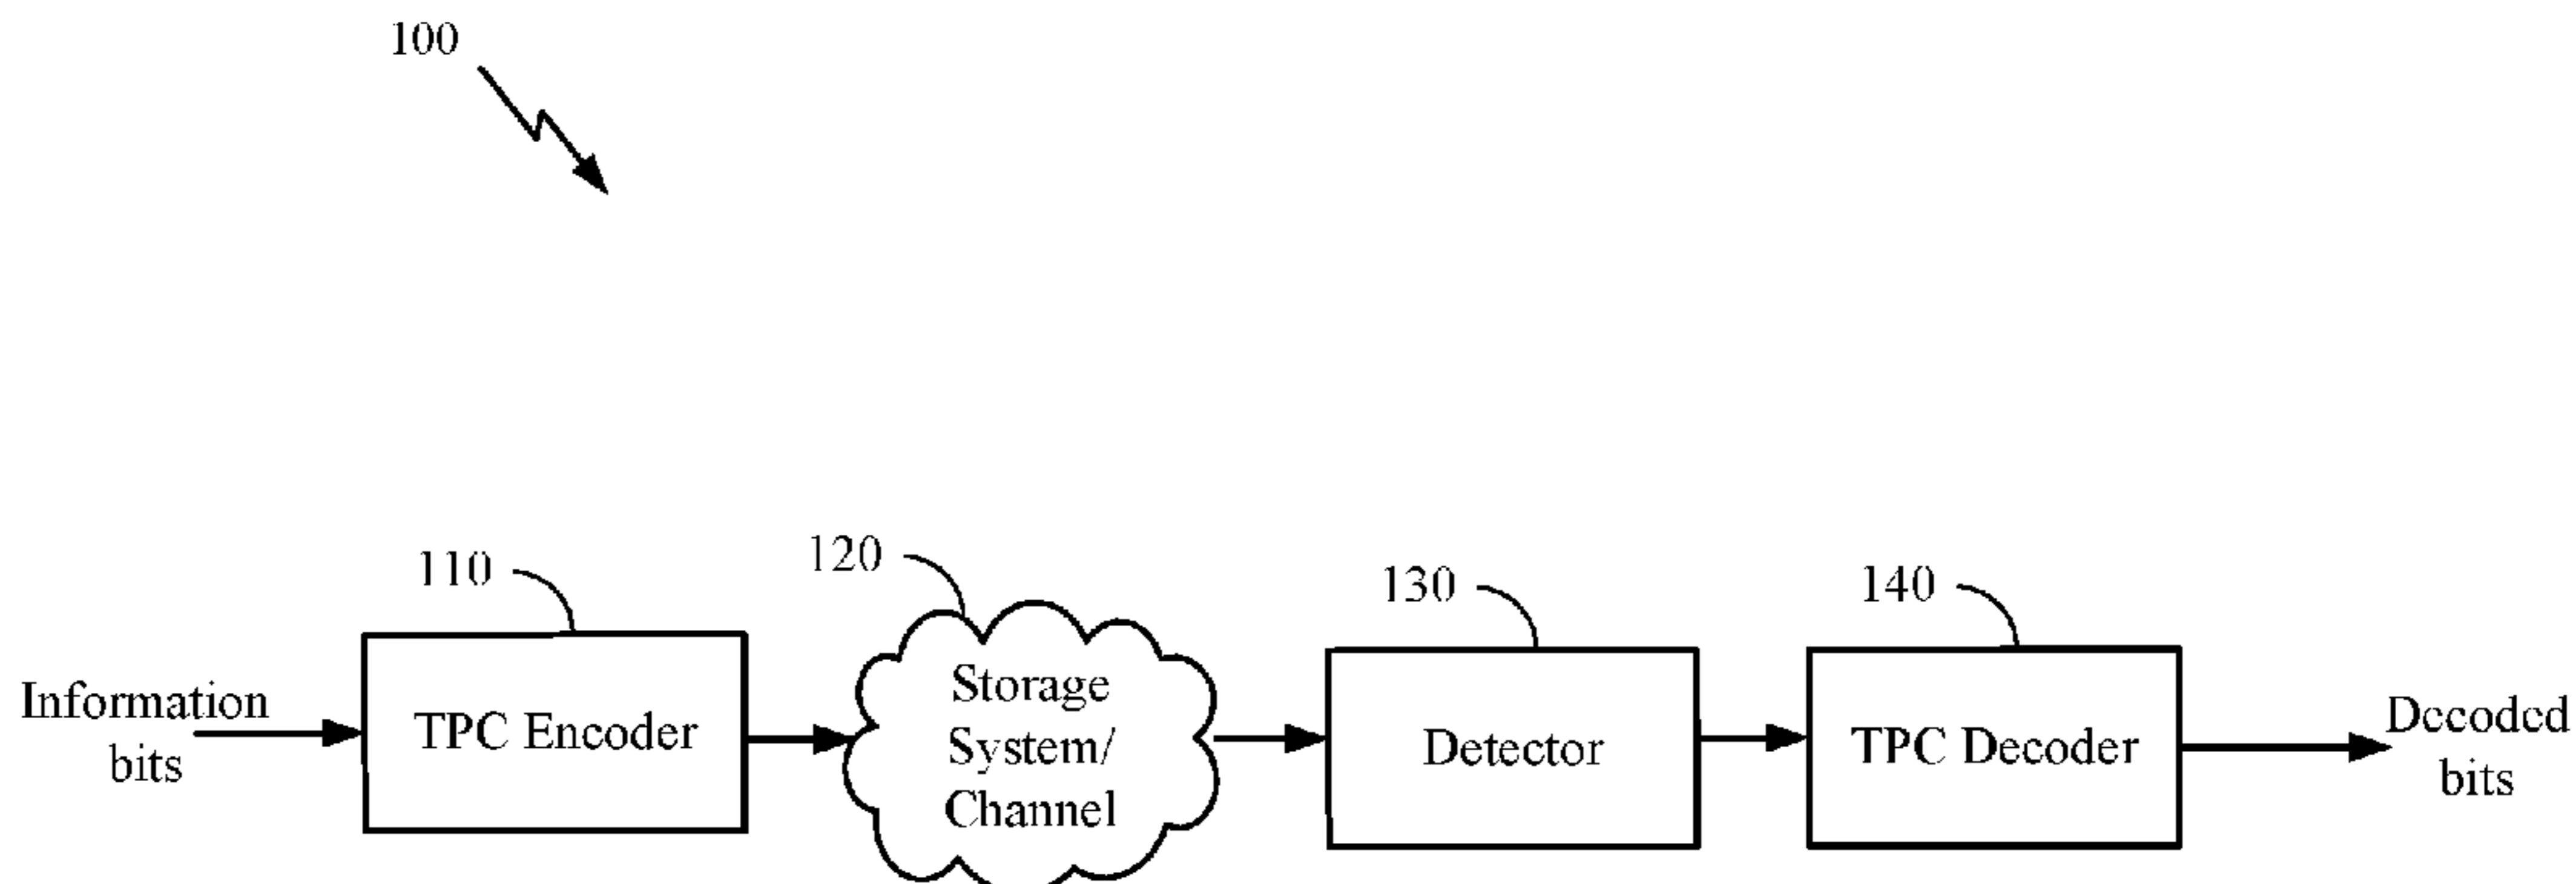 100
110
120
130
140
Information
bits
TPC Encoder
Storage
System/
Channel
Detector
TPC Decoder
Decoded
bits